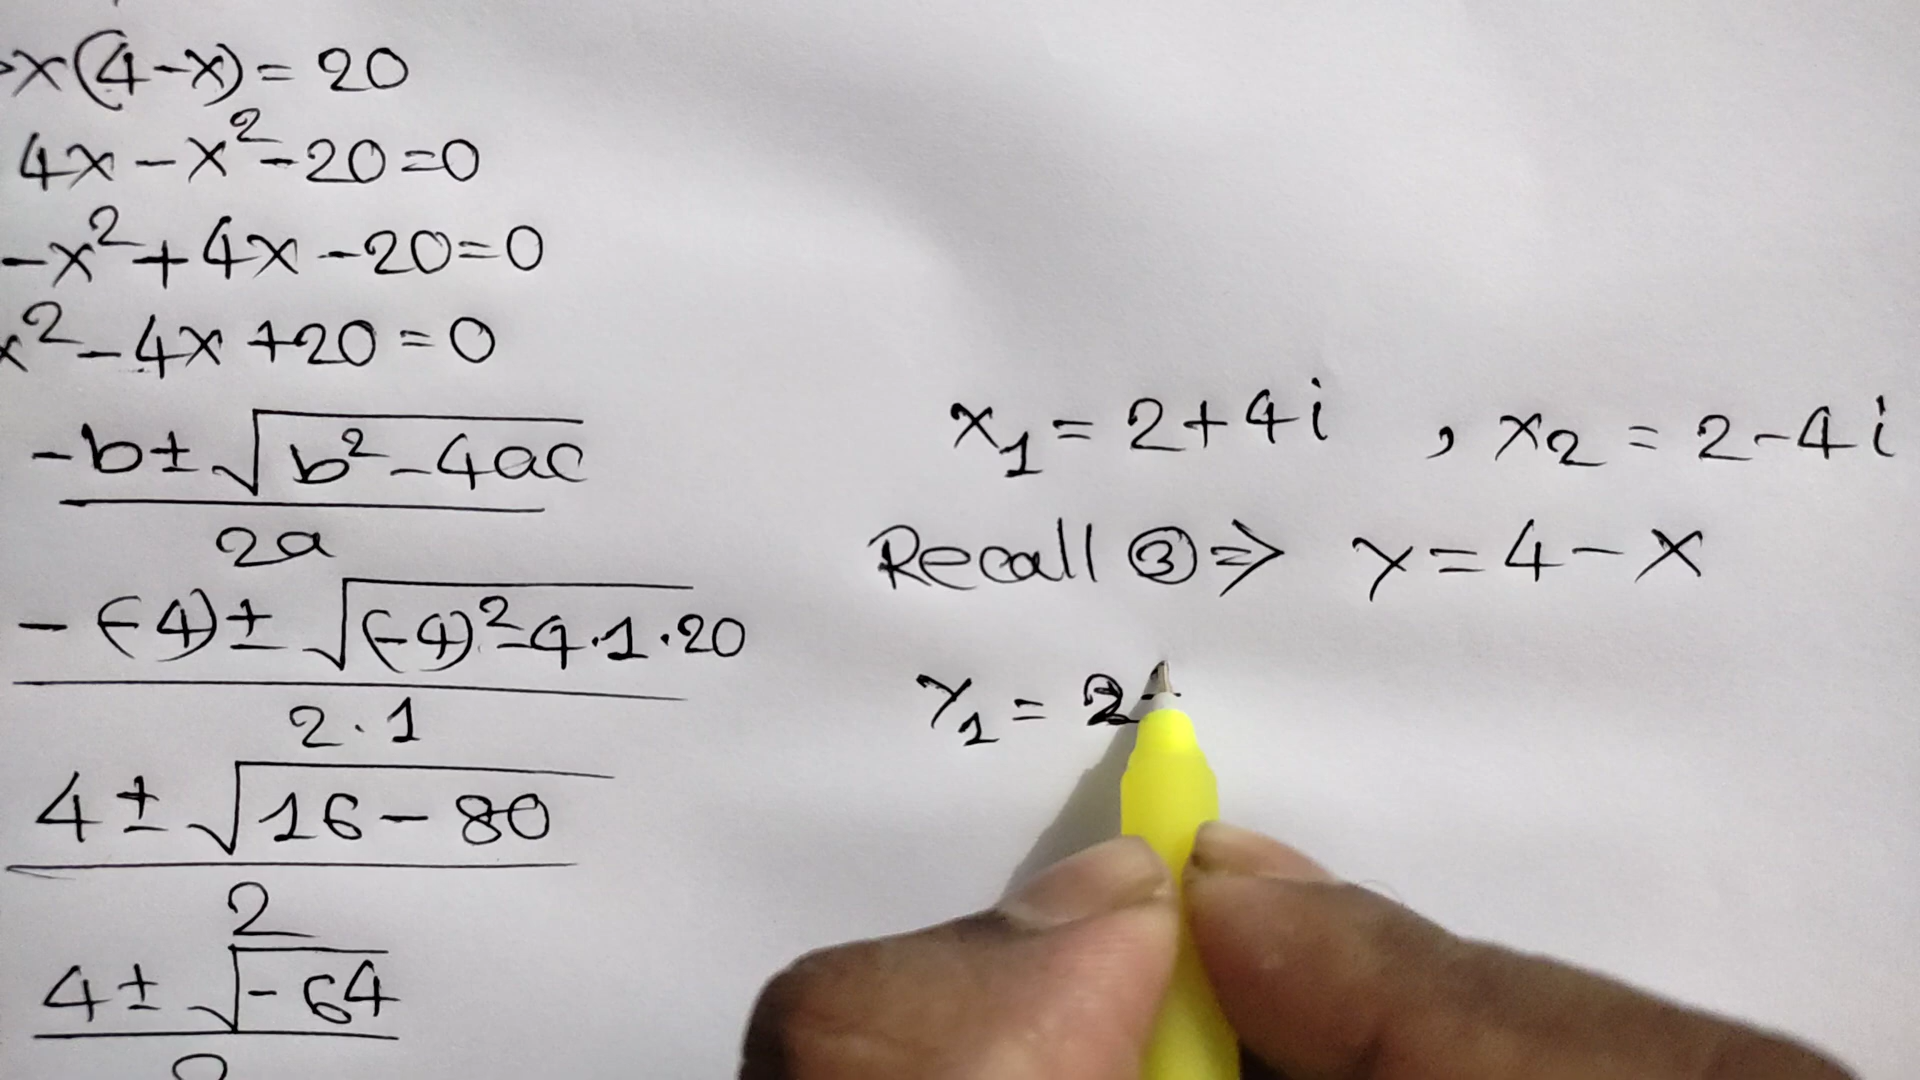 x(4-x) = 20
4x - x² - 20 = 0
-x² + 4x - 20 = 0
x² - 4x + 20 = 0
-b ± √(b² - 4ac)
2a
-(-4) ± √((-4)² - 4·1·20)
2·1
4 ± √(16 - 80)
2
4 ± √(-64)
x₁ = 2 + 4i , x₂ = 2 - 4i
Recall ③ ⇒ y = 4 - x
y₁ = 2 -